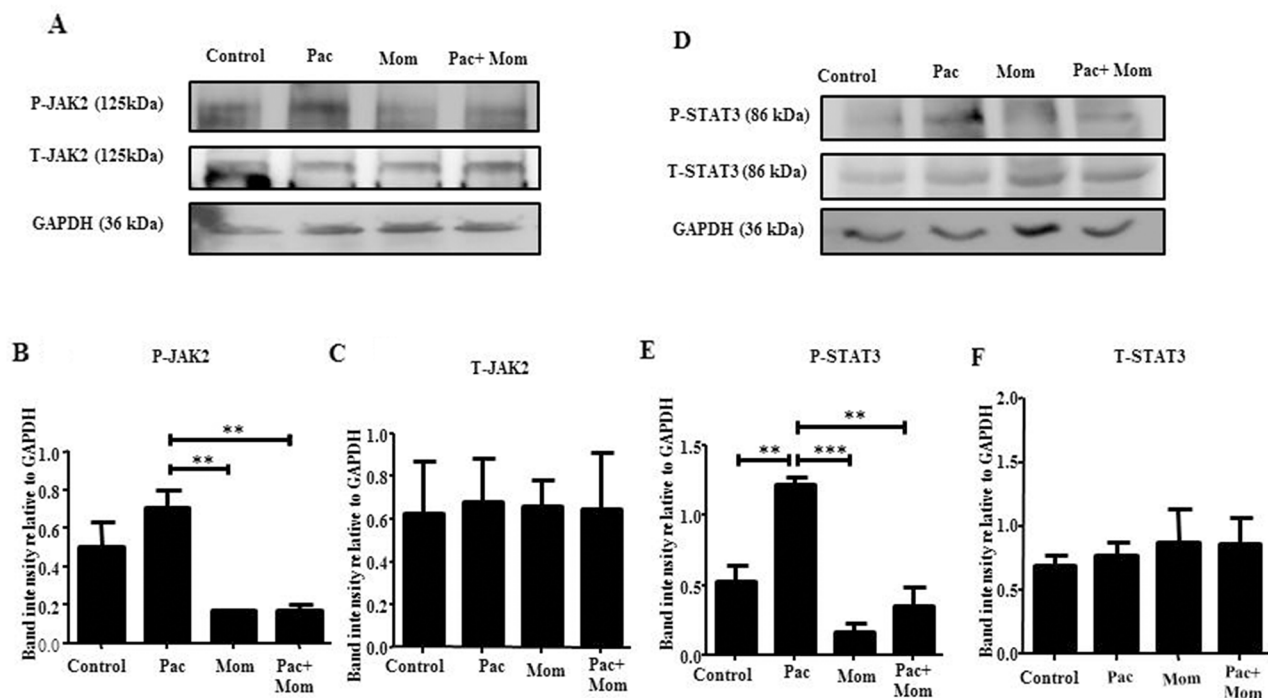 A
Control Pac Mom Pac+ Mom
P-JAK2 (125kDa)
T-JAK2 (125kDa)
GAPDH (36 kDa)
D
Control Pac Mom Pac+ Mom
P-STAT3 (86 kDa)
T-STAT3 (86 kDa)
GAPDH (36 kDa)
B
P-JAK2
Band intensity relative to GAPDH
1.0
0.8
0.6
0.4
0.2
0.0
**
**
Control Pac Mom Pac+
Mom
C
T-JAK2
Band intensity relative to GAPDH
1.0
0.8
0.6
0.4
0.2
0.0
Control Pac Mom Pac+
Mom
E
P-STAT3
Band intensity relative to GAPDH
1.5
1.0
0.5
0.0
**
** ***
Control Pac Mom Pac+
Mom
F
T-STAT3
Band intensity relative to GAPDH
2.0
1.5
1.0
0.5
0.0
Control Pac Mom Pac+
Mom